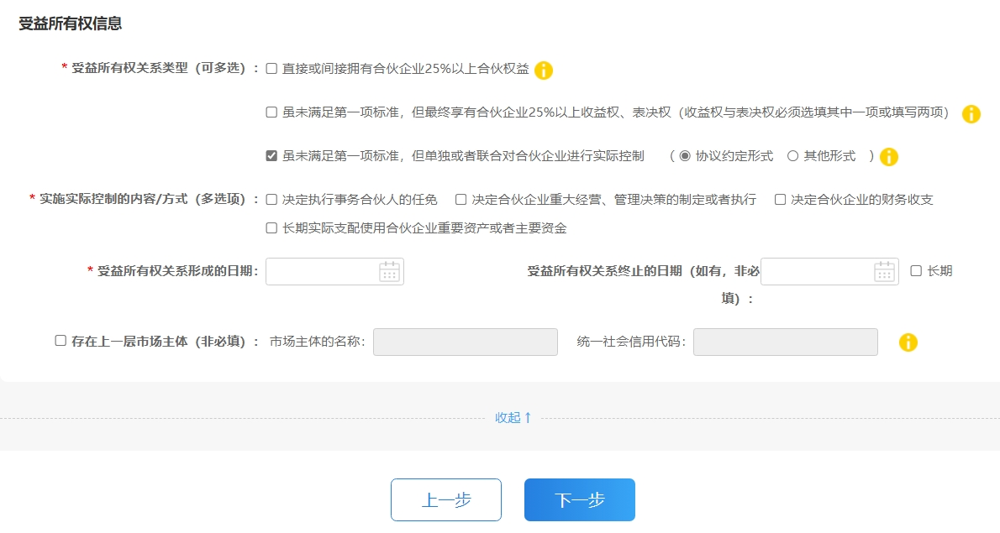 受益所有权信息
* 受益所有权关系类型（可多选）: 直接或间接拥有合伙企业25%以上合伙权益
虽未满足第一项标准，但最终享有合伙企业25%以上收益权、表决权（收益权与表决权必须选填其中一项或填写两项）
虽未满足第一项标准，但单独或者联合对合伙企业进行实际控制 （ 协议约定形式 其他形式 ）
* 实施实际控制的内容/方式（多选项）: 决定执行事务合伙人的任免 决定合伙企业重大经营、管理决策的制定或者执行 决定合伙企业的财务收支
长期实际支配使用合伙企业重要资产或者主要资金
* 受益所有权关系形成的日期: 受益所有权关系终止的日期（如有，非必 长期
填）:
存在上一层市场主体（非必填）: 市场主体的名称: 统一社会信用代码:
收起↑
上一步 下一步